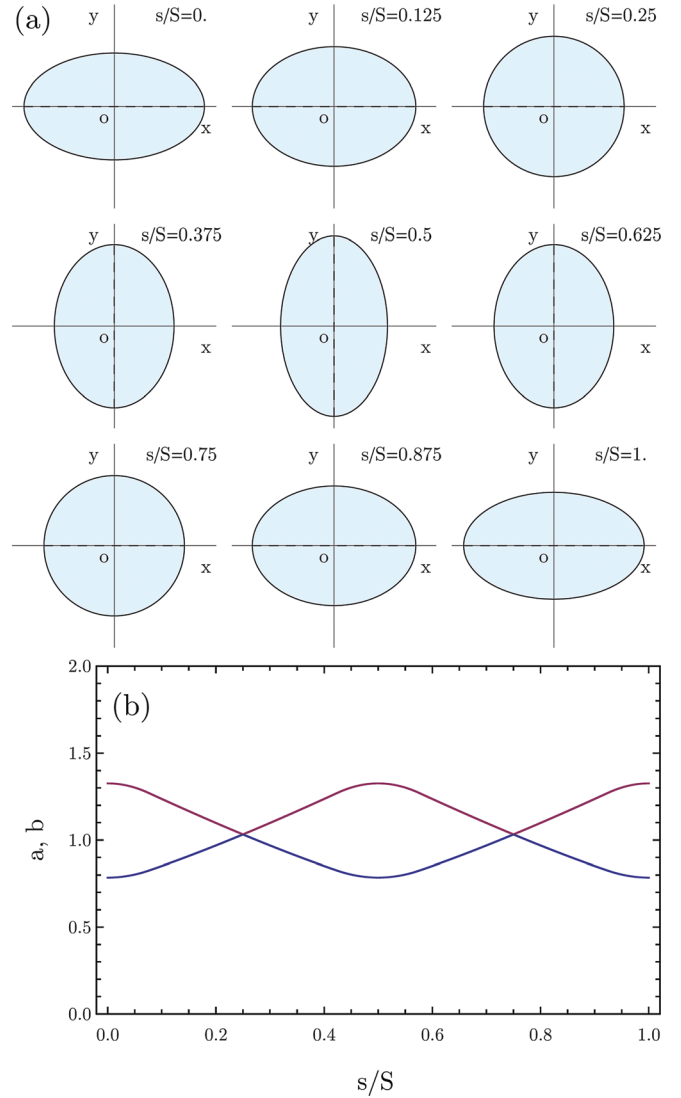 (a)
y s/S=0.
o
x
y s/S=0.125
o
x
y s/S=0.25
o
x
y s/S=0.375
o
x
y s/S=0.5
o
x
y s/S=0.625
o
x
y s/S=0.75
o
x
y s/S=0.875
o
x
y s/S=1.
o
x
(b)
2.0
1.5
1.0
0.5
0.0
a, b
0.0 0.2 0.4 0.6 0.8 1.0
s/S